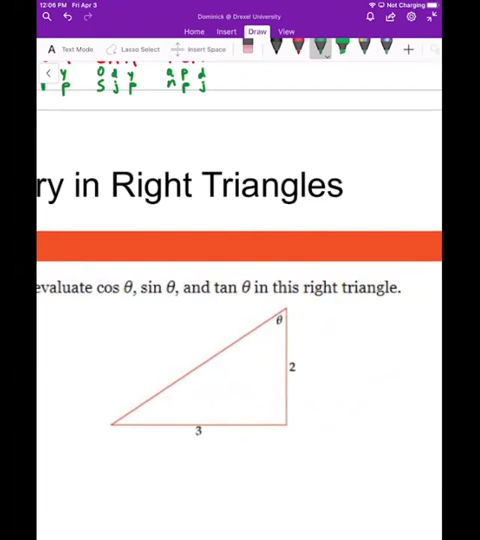 12:06 PM Fri Apr 3
Not Charging
Dominick @ Drexel University
Home Insert Draw View
A Text Mode Lasso Select Insert Space
y o a y a p d
p s j p n p j
ry in Right Triangles
evaluate cos θ, sin θ, and tan θ in this right triangle.
θ
2
3